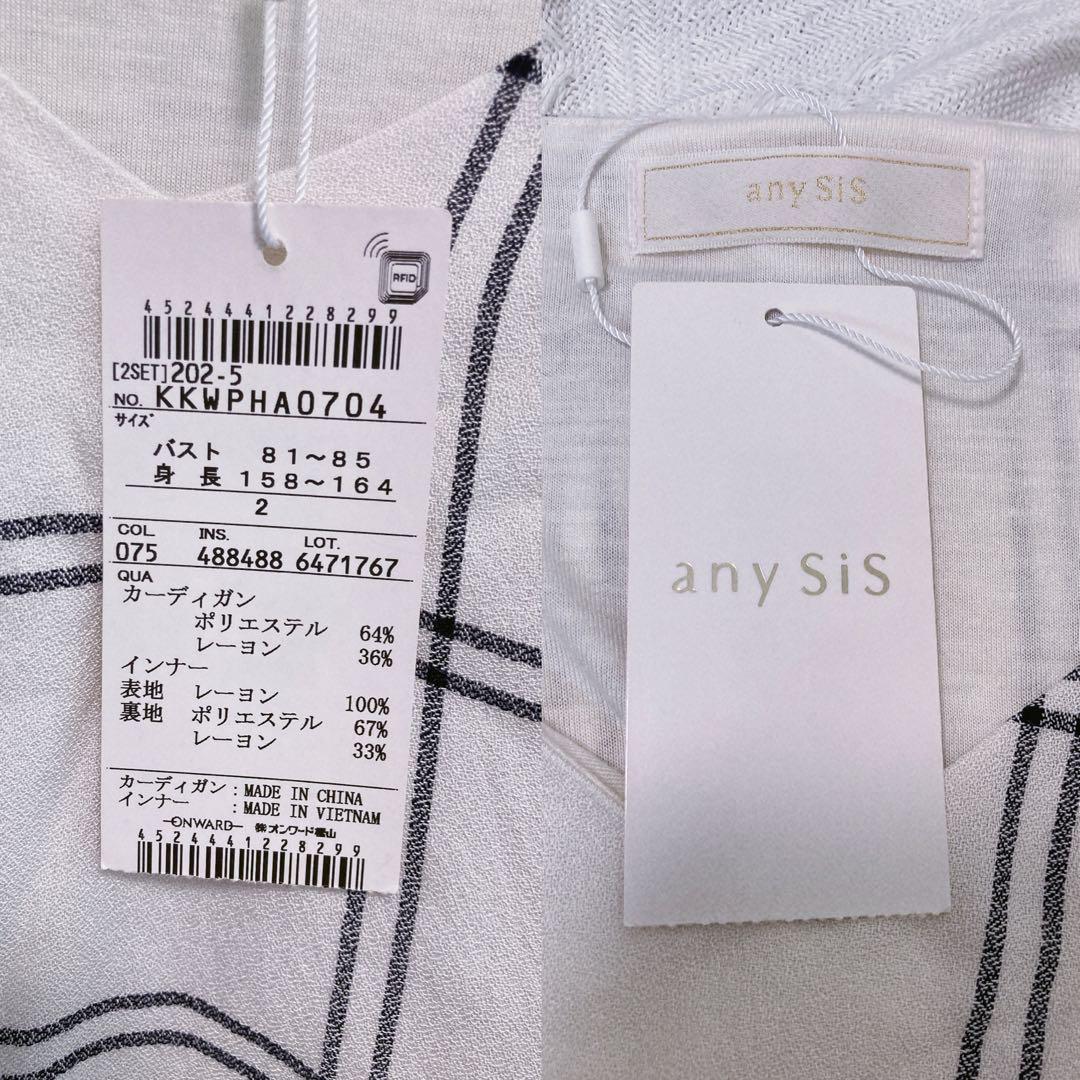 RFID
4524441228299
[2SET]202-5
NO. KKWPHA0704
サイズ
バスト 81〜85
身 長 158〜164
2
COL. INS. LOT.
075 488488 6471767
QUA
カーディガン
ポリエステル 64%
レーヨン 36%
インナー
表地 レーヨン 100%
裏地 ポリエステル 67%
レーヨン 33%
カーディガン : MADE IN CHINA
インナー : MADE IN VIETNAM
ONWARD ㈱オンワード樫山
4524441228299
any SiS
any SiS